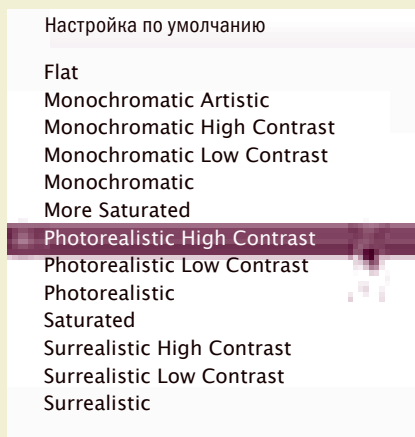 Настройка по умолчанию
Flat
Monochromatic Artistic
Monochromatic High Contrast
Monochromatic Low Contrast
Monochromatic
More Saturated
Photorealistic High Contrast
Photorealistic Low Contrast
Photorealistic
Saturated
Surrealistic High Contrast
Surrealistic Low Contrast
Surrealistic